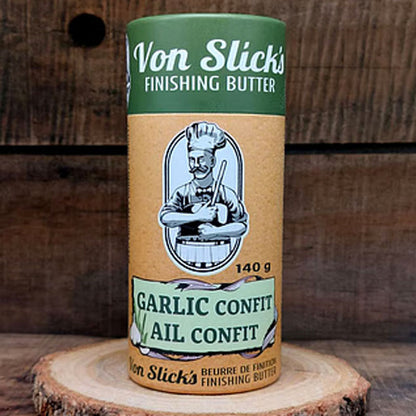 Von Slick's
FINISHING BUTTER
140 g
GARLIC CONFIT
AIL CONFIT
Von Slick's BEURRE DE FINITION
FINISHING BUTTER